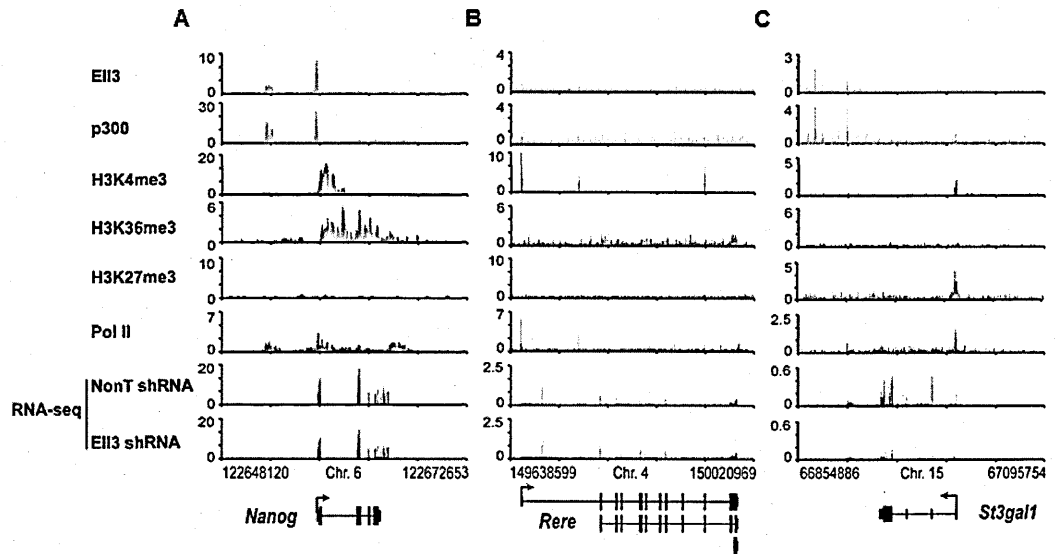 A B C
Ell3 10 0 4 0 3 0
p300 30 0 4 0 4 0
H3K4me3 20 0 10 0 5 0
H3K36me3 6 0 6 0 6 0
H3K27me3 10 0 10 0 5 0
Pol II 7 0 7 0 2.5 0
RNA-seq
NonT shRNA 20 0 2.5 0 0.6 0
Ell3 shRNA 20 0 2.5 0 0.6 0
122648120 Chr. 6 122672653 149638599 Chr. 4 150020969 66854886 Chr. 15 67095754
Nanog Rere St3gal1